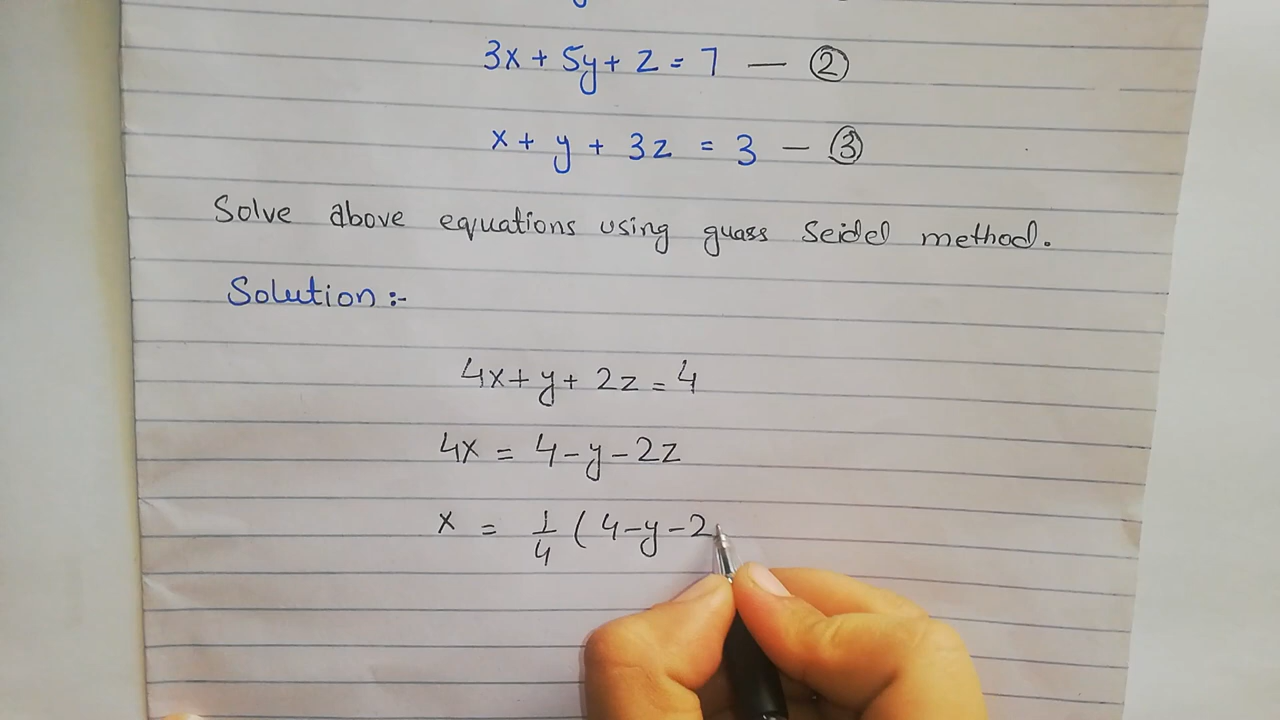 3x + 5y + z = 7 — ②
x + y + 3z = 3 — ③
Solve above equations using guass Seidel method.
Solution :-
4x + y + 2z = 4
4x = 4 - y - 2z
x = 1/4 ( 4 - y - 2